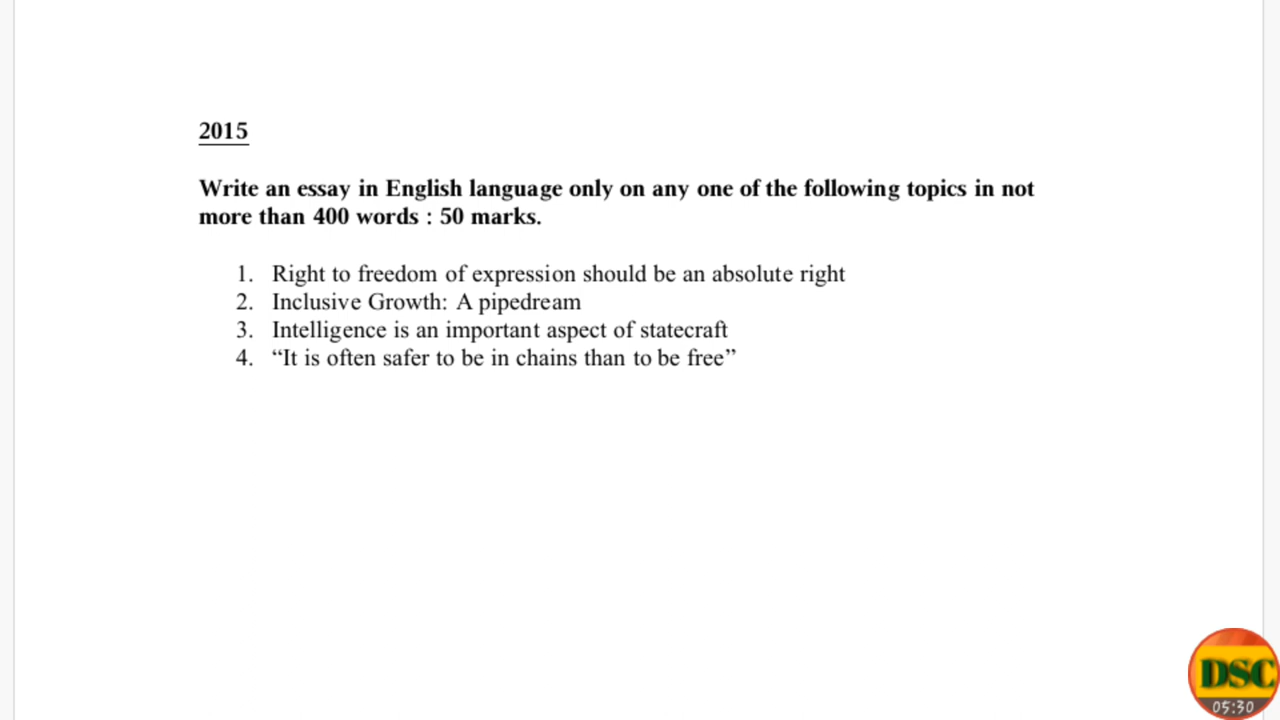 2015
Write an essay in English language only on any one of the following topics in not
more than 400 words : 50 marks.
1. Right to freedom of expression should be an absolute right
2. Inclusive Growth: A pipedream
3. Intelligence is an important aspect of statecraft
4. “It is often safer to be in chains than to be free”
DSC
05:30